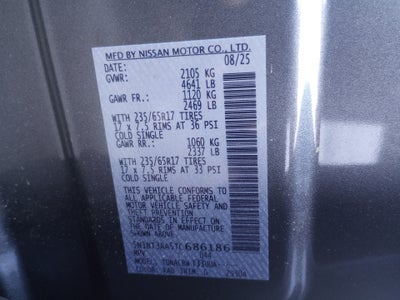 MFD BY NISSAN MOTOR CO., LTD.
DATE: 08/25
GVWR: 2105 KG
4641 LB
GAWR FR.: 1120 KG
2469 LB
WITH 235/65R17 TIRES
17 x 7.5 RIMS AT 36 PSI
COLD SINGLE
GAWR RR.: 1060 KG
2337 LB
WITH 235/65R17 TIRES
17 x 7.5 RIMS AT 33 PSI
COLD SINGLE
THIS VEHICLE CONFORMS TO
ALL APPLICABLE FEDERAL
MOTOR VEHICLE SAFETY AND
THEFT PREVENTION
STANDARDS IN EFFECT ON
THE DATE OF MANUFACTURE
SHOWN ABOVE.
686186
MPV
MODEL:
COLOR: TRIM: G